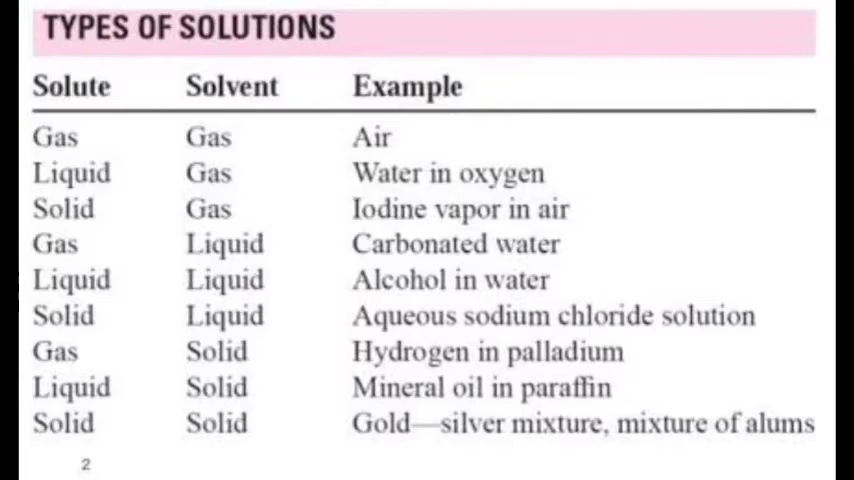 TYPES OF SOLUTIONS
Solute Solvent Example
Gas Gas Air
Liquid Gas Water in oxygen
Solid Gas Iodine vapor in air
Gas Liquid Carbonated water
Liquid Liquid Alcohol in water
Solid Liquid Aqueous sodium chloride solution
Gas Solid Hydrogen in palladium
Liquid Solid Mineral oil in paraffin
Solid Solid Gold—silver mixture, mixture of alums
2